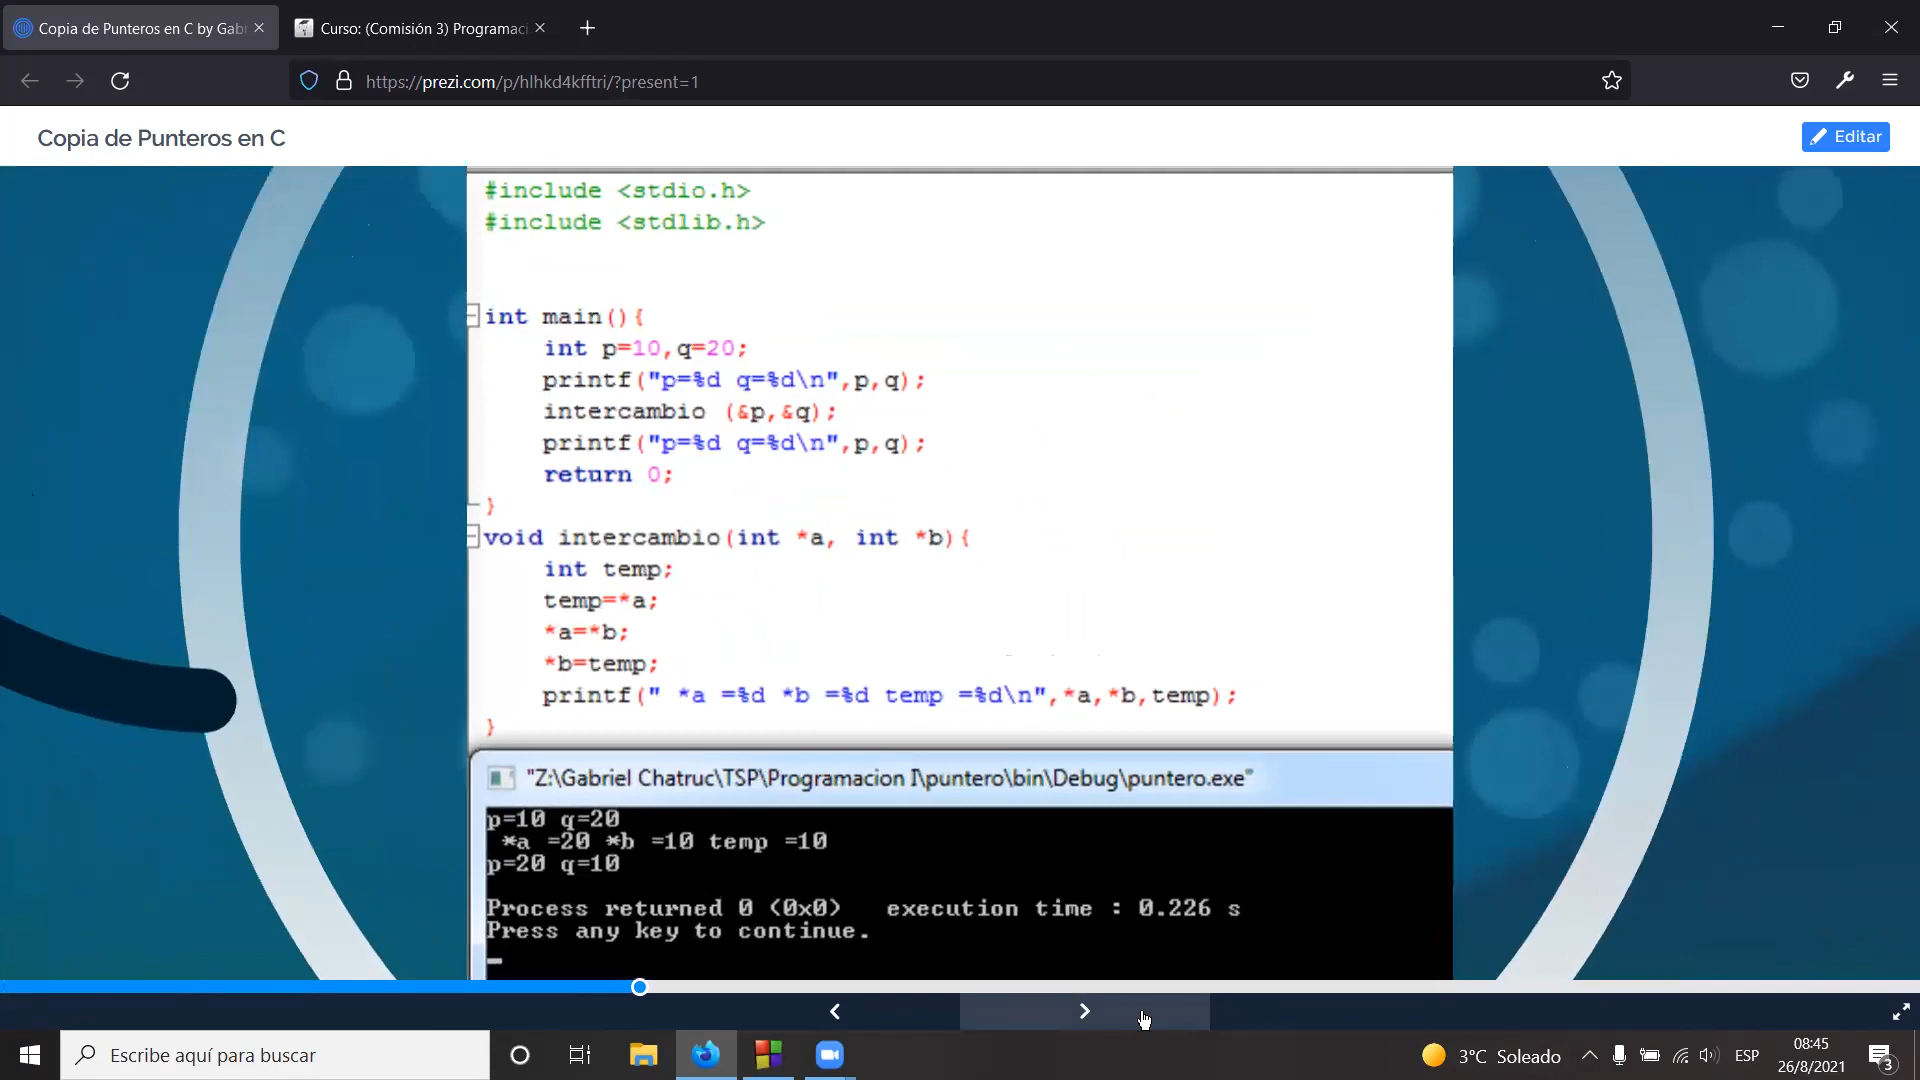 Copia de Punteros en C by Gab
Curso: (Comisión 3) Programaci
https://prezi.com/p/hlhkd4kfftri/?present=1
Copia de Punteros en C
Editar
#include <stdio.h>
#include <stdlib.h>
int main(){
int p=10,q=20;
printf("p=%d q=%d\n",p,q);
intercambio (&p,&q);
printf("p=%d q=%d\n",p,q);
return 0;
}
void intercambio(int *a, int *b){
int temp;
temp=*a;
*a=*b;
*b=temp;
printf(" *a =%d *b =%d temp =%d\n",*a,*b,temp);
}
"Z:\Gabriel Chatruc\TSP\Programacion I\puntero\bin\Debug\puntero.exe"
p=10 q=20
*a =20 *b =10 temp =10
p=20 q=10
Process returned 0 (0x0)   execution time : 0.226 s
Press any key to continue.
Escribe aquí para buscar
3°C Soleado
ESP
08:45
26/8/2021
3